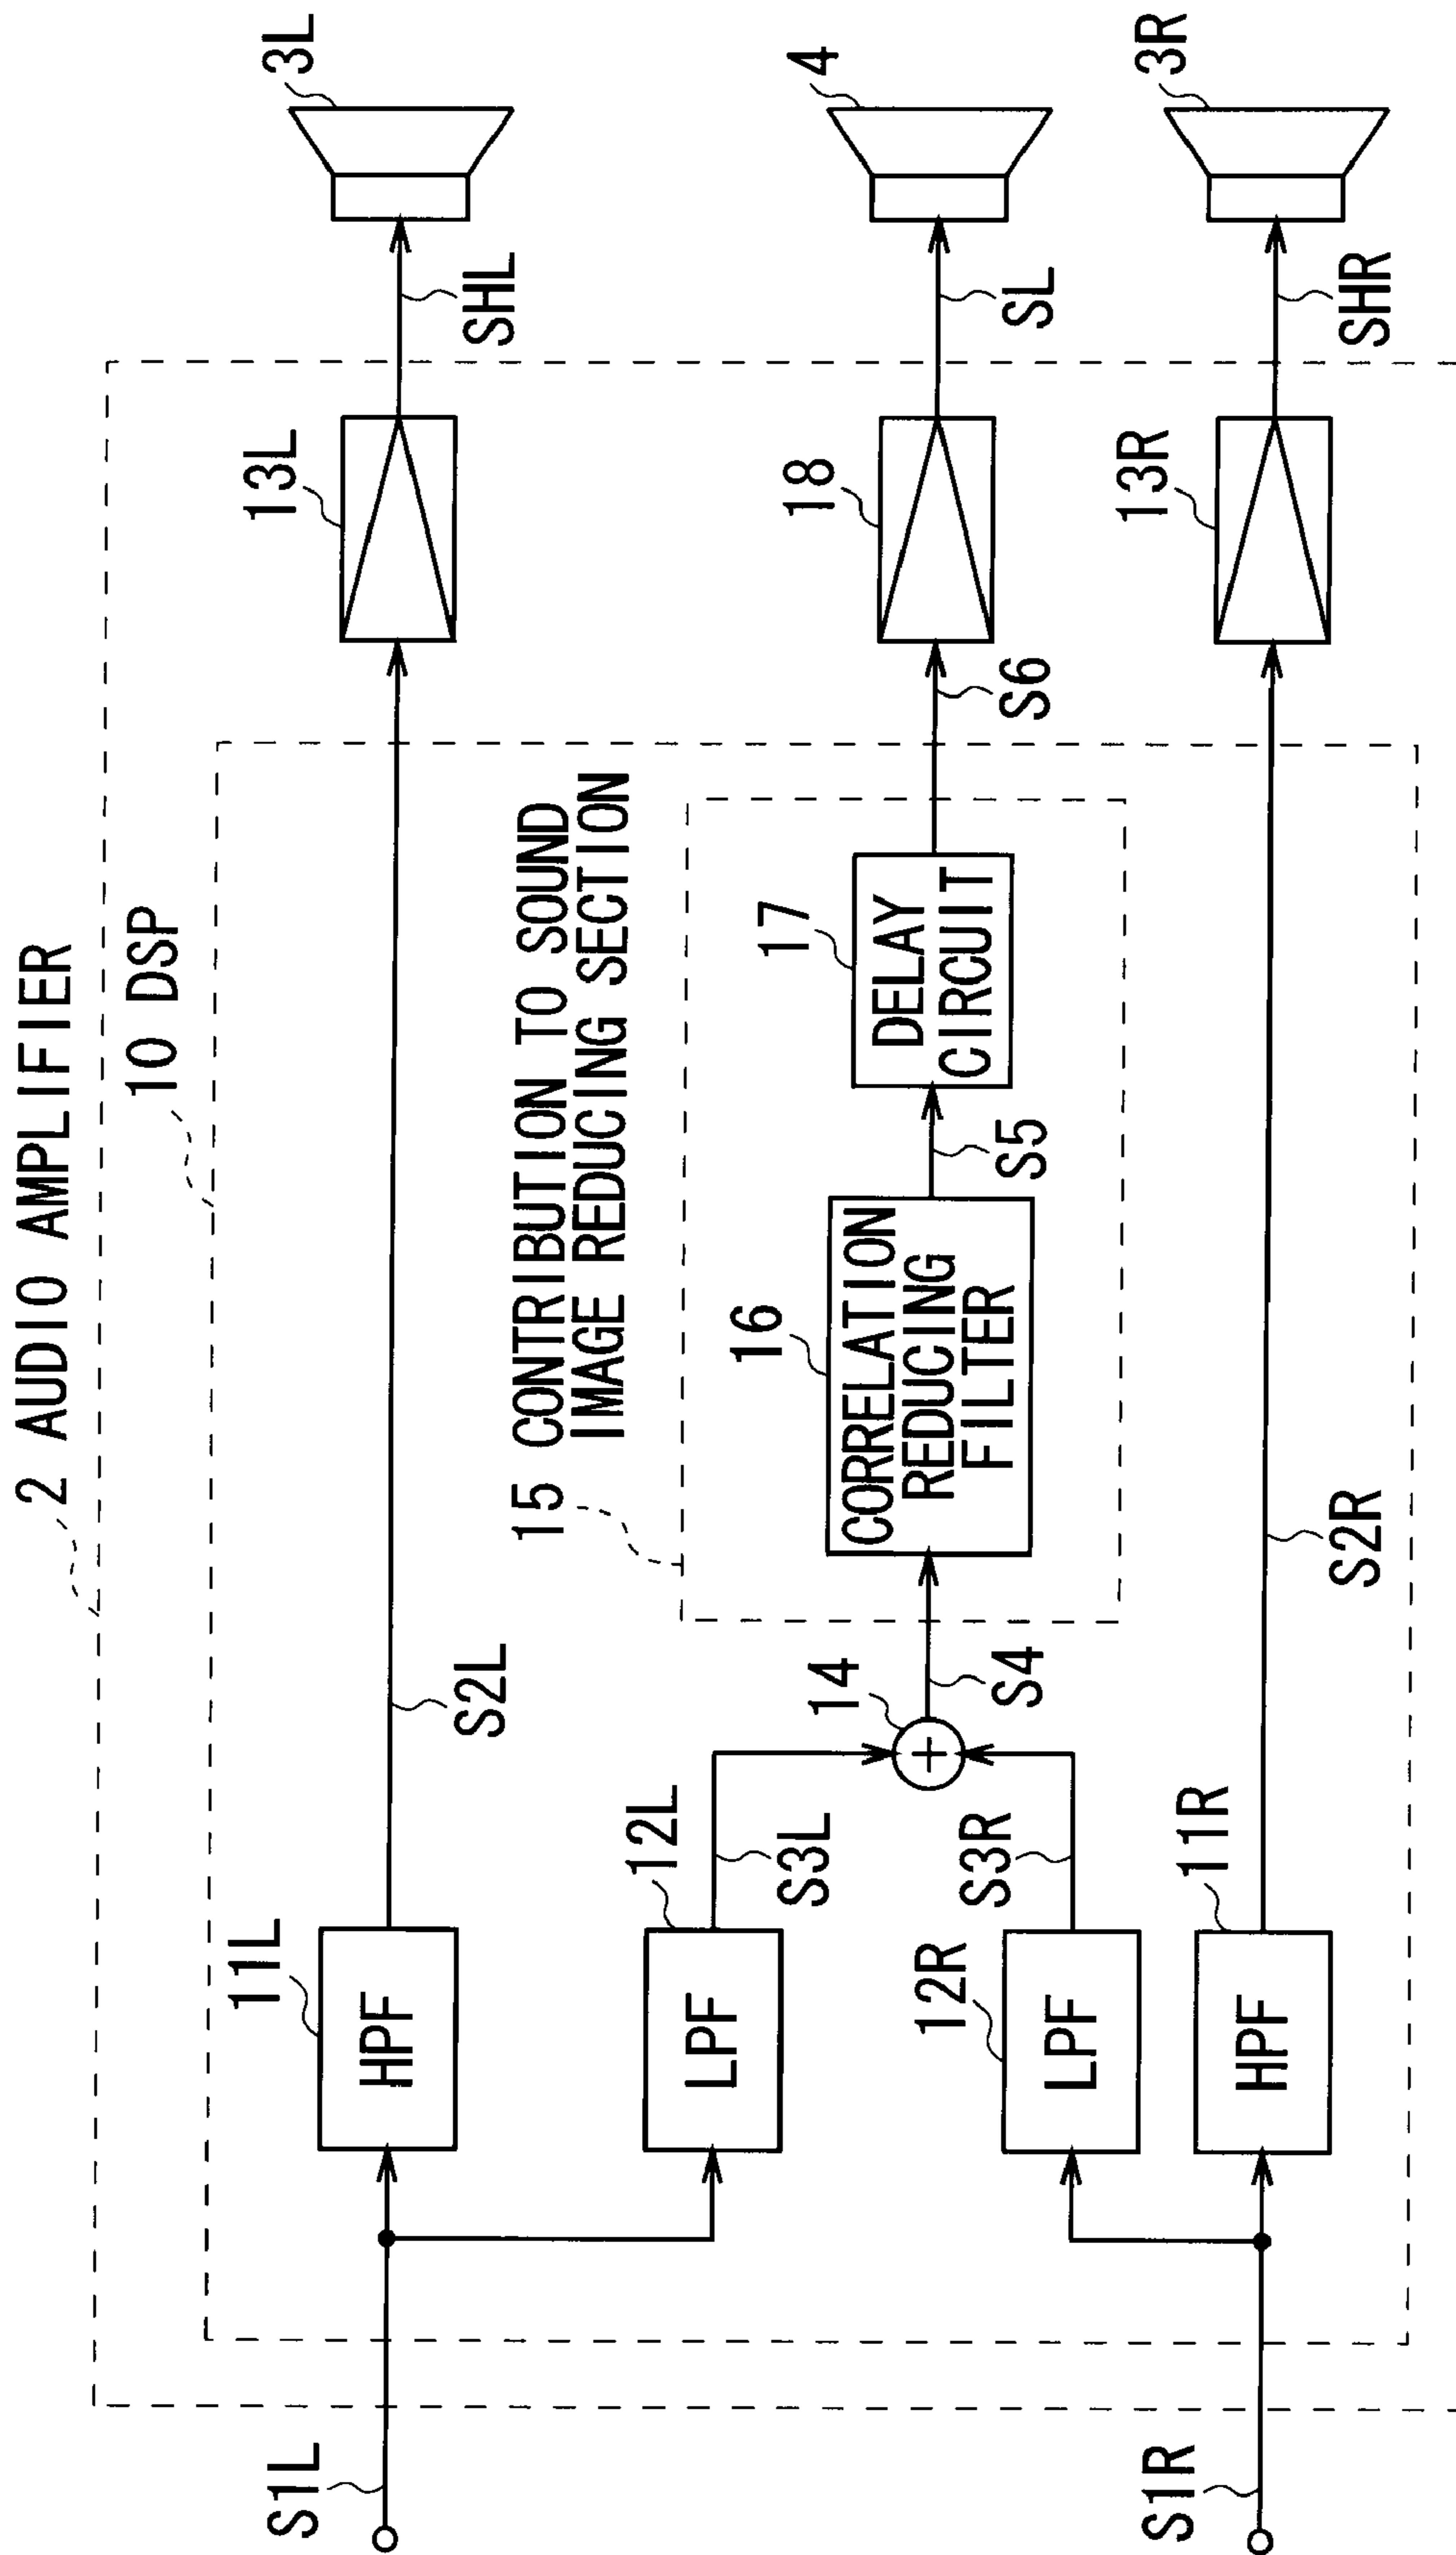 2 AUDIO AMPLIFIER
10 DSP
S1L
11L
HPF
S2L
13L
SHL
3L
12L
LPF
S3L
15 CONTRIBUTION TO SOUND
IMAGE REDUCING SECTION
14
+
S4
16
CORRELATION
REDUCING
FILTER
S5
17
DELAY
CIRCUIT
S6
18
SL
4
12R
LPF
S3R
S1R
11R
HPF
S2R
13R
SHR
3R